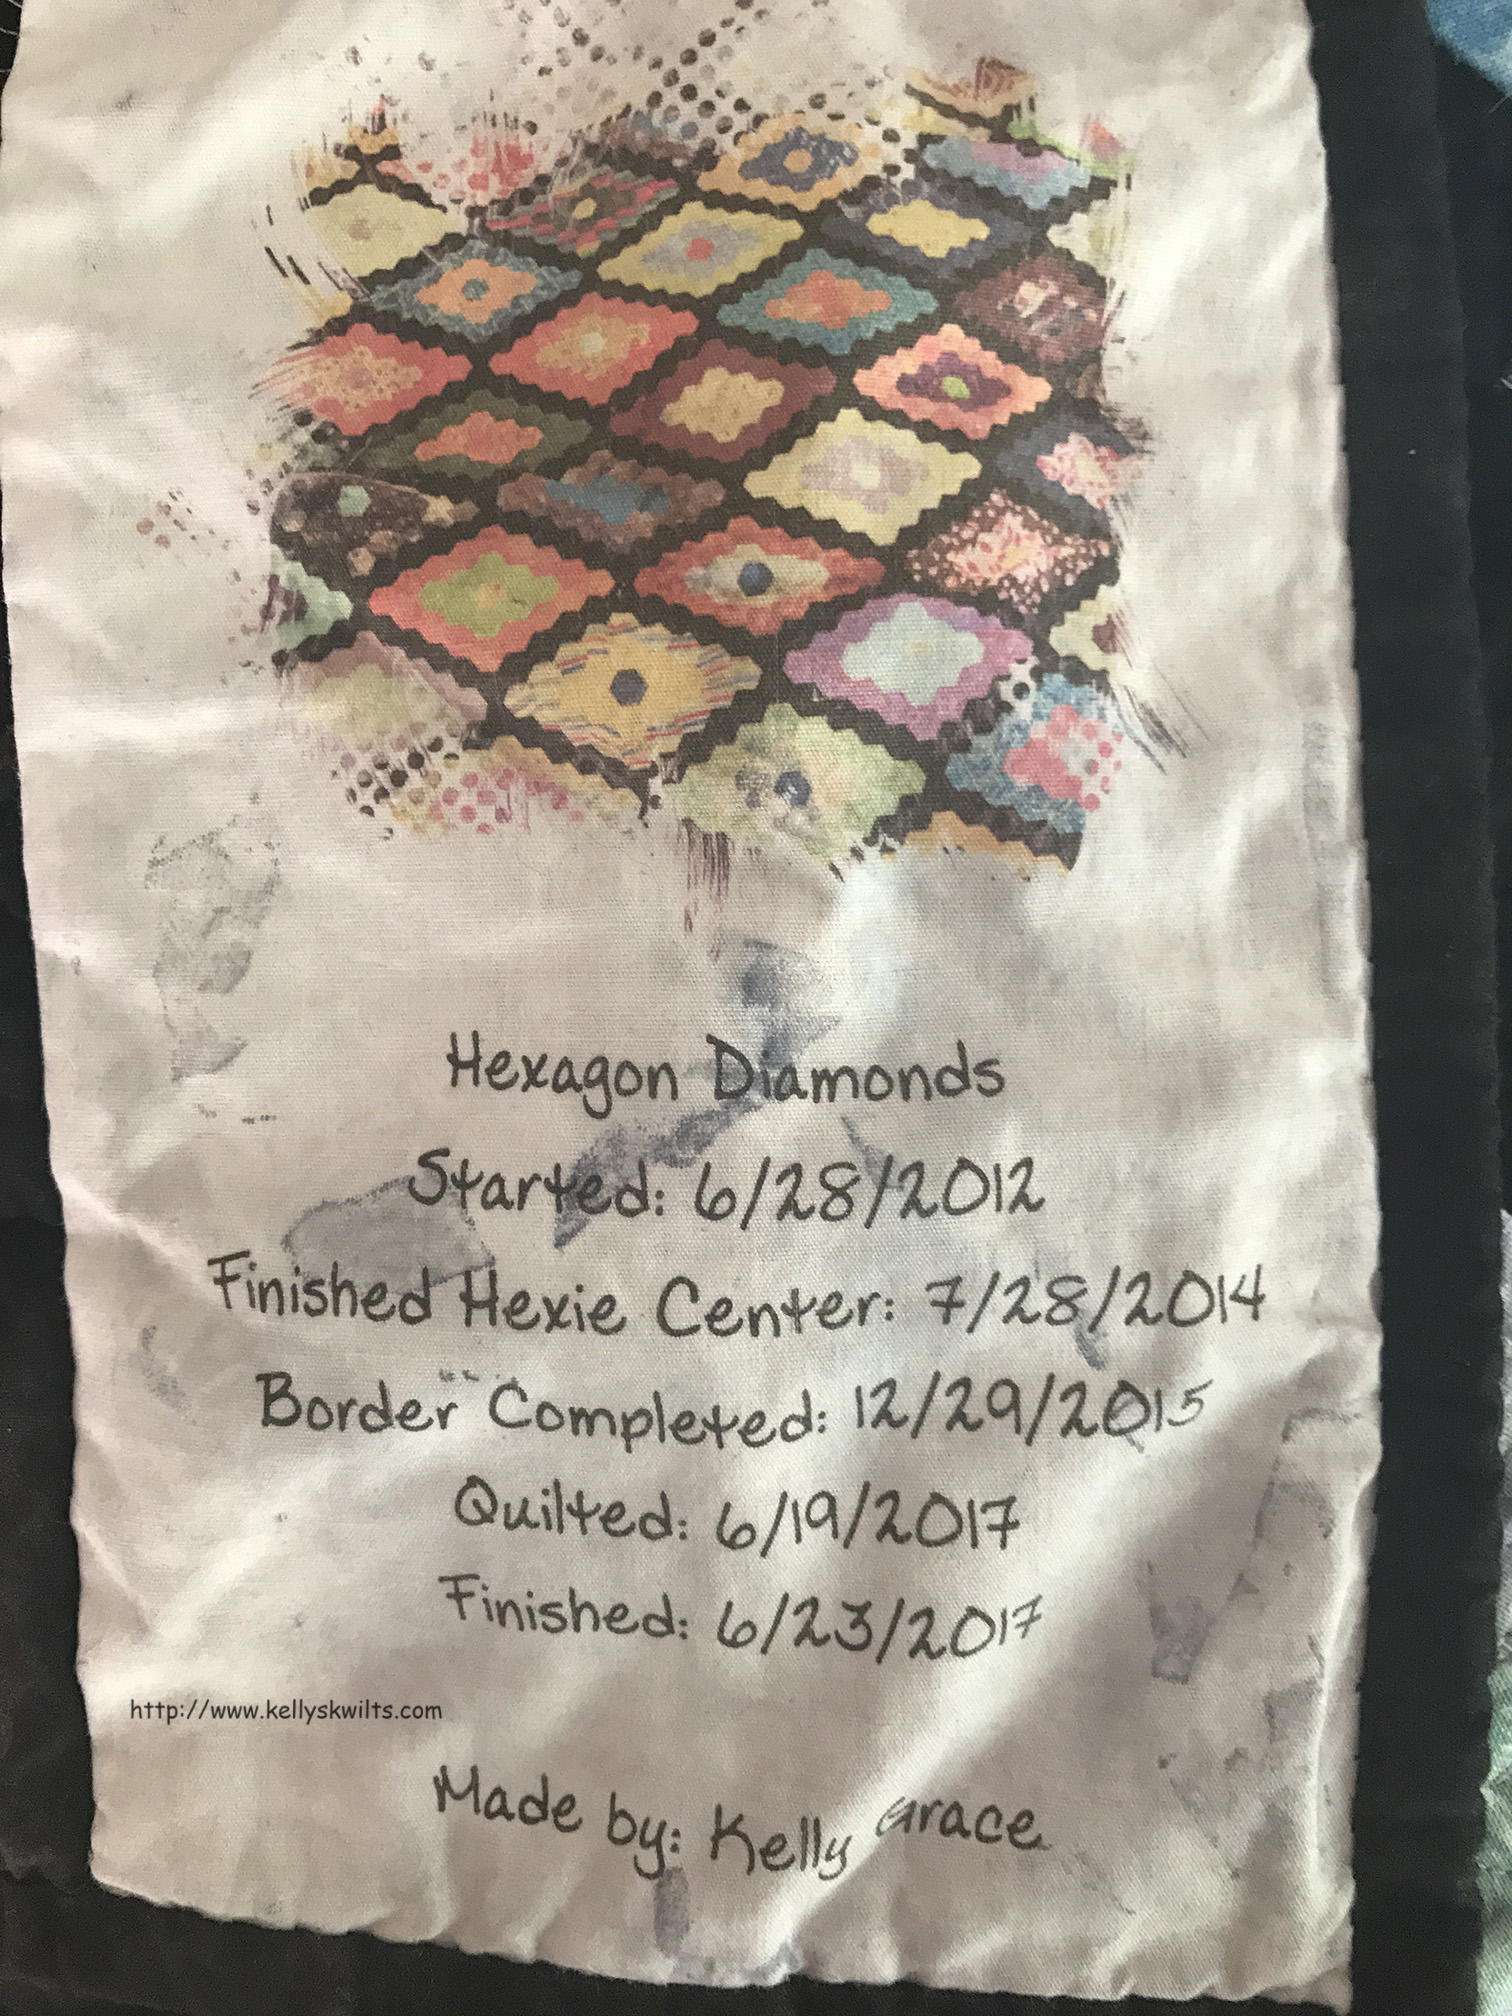 Hexagon Diamonds
Started: 6/28/2012
Finished Hexie Center: 7/28/2014
Border Completed: 12/29/2015
Quilted: 6/19/2017
Finished: 6/23/2017
http://www.kellyskwilts.com
Made by: Kelly Grace